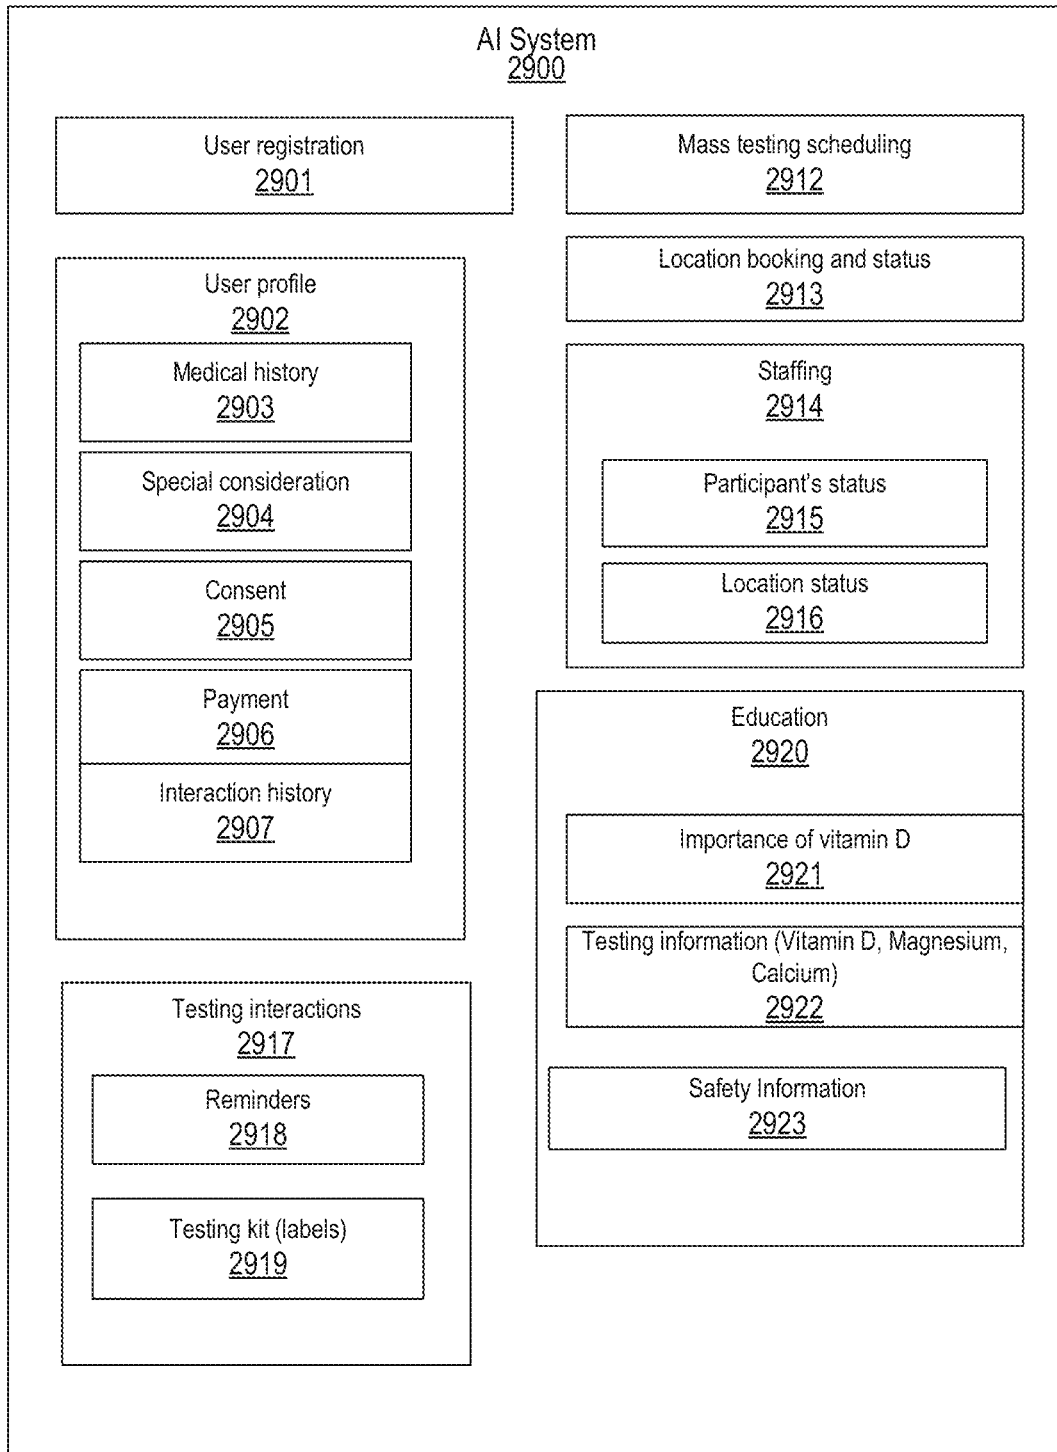 AI System
2900
User registration
2901
User profile
2902
Medical history
2903
Special consideration
2904
Consent
2905
Payment
2906
Interaction history
2907
Testing interactions
2917
Reminders
2918
Testing kit (labels)
2919
Mass testing scheduling
2912
Location booking and status
2913
Staffing
2914
Participant's status
2915
Location status
2916
Education
2920
Importance of vitamin D
2921
Testing information (Vitamin D, Magnesium,
Calcium)
2922
Safety Information
2923